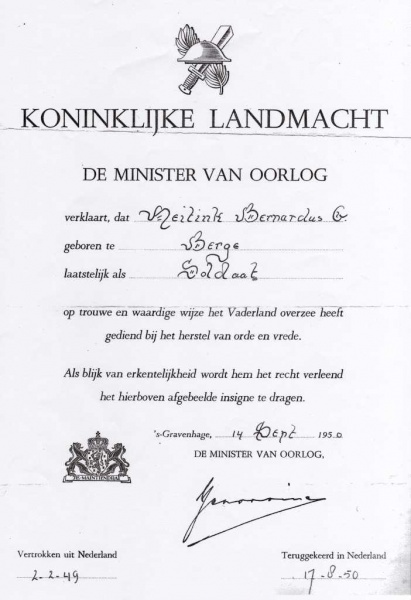 KONINKLIJKE LANDMACHT
DE MINISTER VAN OORLOG
verklaart, dat Meilink Bernardus G.
geboren te Berge
laatstelijk als Soldaat
op trouwe en waardige wijze het Vaderland overzee heeft
gediend bij het herstel van orde en vrede.
Als blijk van erkentelijkheid wordt hem het recht verleend
het hierboven afgebeelde insigne te dragen.
's-Gravenhage, 14 Sept 1950
DE MINISTER VAN OORLOG,
JE MAINTIENDRAI
Vertrokken uit Nederland
2-2-49
Teruggekeerd in Nederland
17-8-50